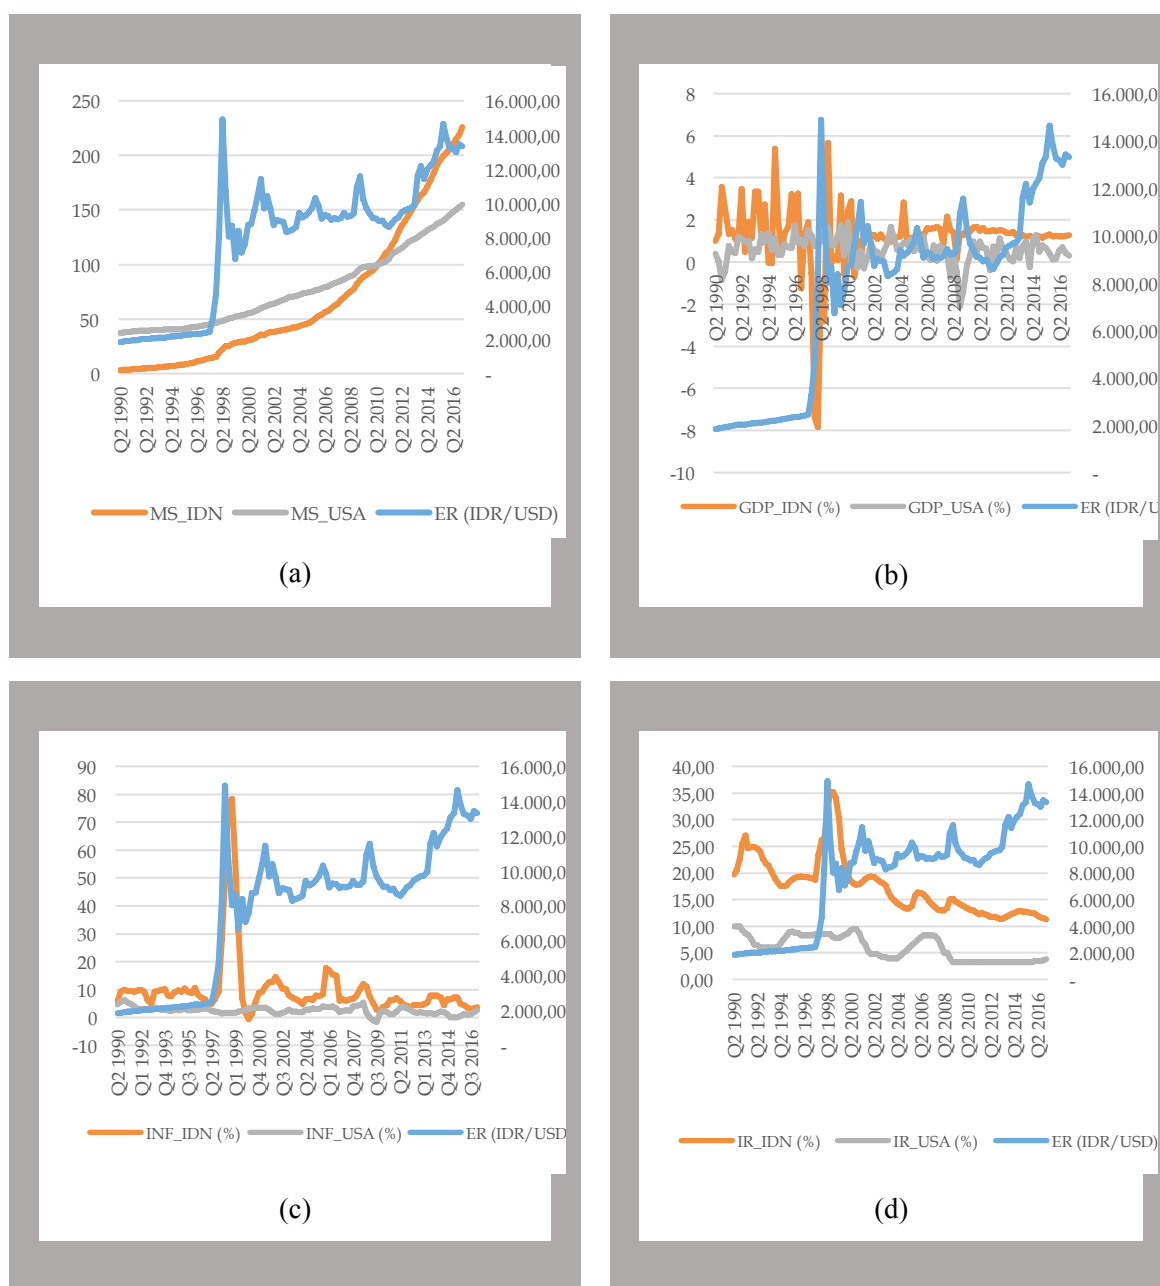 250
200
150
100
50
0
16.000,00
14.000,00
12.000,00
10.000,00
8.000,00
6.000,00
4.000,00
2.000,00
-
Q2 1990
Q2 1992
Q2 1994
Q2 1996
Q2 1998
Q2 2000
Q2 2002
Q2 2004
Q2 2006
Q2 2008
Q2 2010
Q2 2012
Q2 2014
Q2 2016
MS_IDN MS_USA ER (IDR/USD)
(a)
8
6
4
2
0
-2
-4
-6
-8
-10
16.000,00
14.000,00
12.000,00
10.000,00
8.000,00
6.000,00
4.000,00
2.000,00
-
Q2 1990
Q2 1992
Q2 1994
Q2 1996
Q2 1998
Q2 2000
Q2 2002
Q2 2004
Q2 2006
Q2 2008
Q2 2010
Q2 2012
Q2 2014
Q2 2016
GDP_IDN (%) GDP_USA (%) ER (IDR/U
(b)
90
80
70
60
50
40
30
20
10
0
-10
16.000,00
14.000,00
12.000,00
10.000,00
8.000,00
6.000,00
4.000,00
2.000,00
-
Q2 1990
Q1 1992
Q4 1993
Q3 1995
Q2 1997
Q1 1999
Q4 2000
Q3 2002
Q2 2004
Q1 2006
Q4 2007
Q3 2009
Q2 2011
Q1 2013
Q4 2014
Q3 2016
INF_IDN (%) INF_USA (%) ER (IDR/USD
(c)
40,00
35,00
30,00
25,00
20,00
15,00
10,00
5,00
0,00
16.000,00
14.000,00
12.000,00
10.000,00
8.000,00
6.000,00
4.000,00
2.000,00
-
Q2 1990
Q2 1992
Q2 1994
Q2 1996
Q2 1998
Q2 2000
Q2 2002
Q2 2004
Q2 2006
Q2 2008
Q2 2010
Q2 2012
Q2 2014
Q2 2016
IR_IDN (%) IR_USA (%) ER (IDR/USD)
(d)